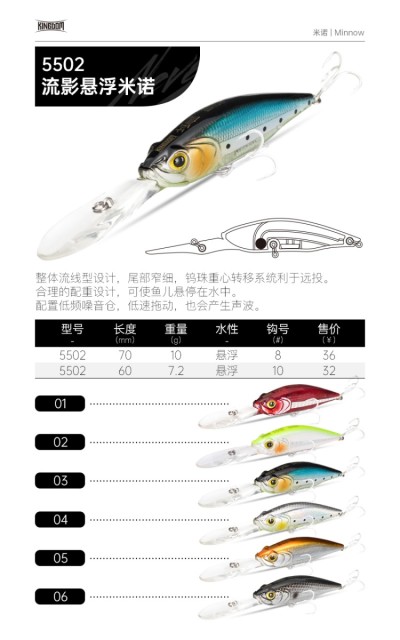 KINGDOM
米诺 | Minnow
5502
流影悬浮米诺
整体流线型设计，尾部窄细，钨珠重心转移系统利于远投。
合理的配重设计，可使鱼儿悬停在水中。
配置低频噪音仓，低速拖动，也会产生声波。
型号 长度 重量 水性 钩号 售价
- (mm) (g) - (#) (¥)
5502 70 10 悬浮 8 36
5502 60 7.2 悬浮 10 32
01
02
03
04
05
06